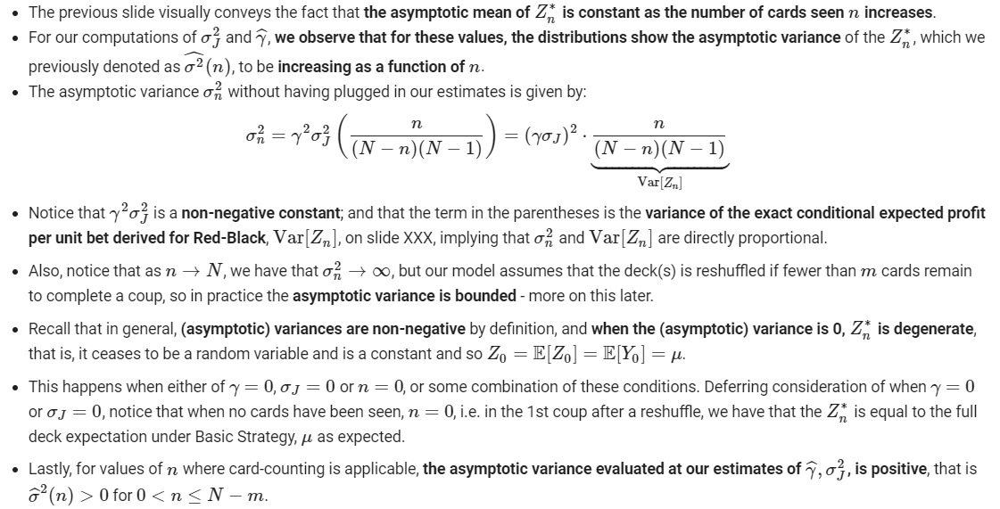 • The previous slide visually conveys the fact that the asymptotic mean of $Z_n^*$ is constant as the number of cards seen $n$ increases.
• For our computations of $\sigma_J^2$ and $\widehat{\gamma}$, we observe that for these values, the distributions show the asymptotic variance of the $Z_n^*$, which we
previously denoted as $\widehat{\sigma^2}(n)$, to be increasing as a function of $n$.
• The asymptotic variance $\sigma_n^2$ without having plugged in our estimates is given by:
$\sigma_n^2 = \gamma^2 \sigma_J^2 \left( \frac{n}{(N-n)(N-1)} \right) = (\gamma \sigma_J)^2 \cdot \underbrace{\frac{n}{(N-n)(N-1)}}_{\text{Var}[Z_n]}$
• Notice that $\gamma^2 \sigma_J^2$ is a non-negative constant; and that the term in the parentheses is the variance of the exact conditional expected profit
per unit bet derived for Red-Black, $\text{Var}[Z_n]$, on slide XXX, implying that $\sigma_n^2$ and $\text{Var}[Z_n]$ are directly proportional.
• Also, notice that as $n \to N$, we have that $\sigma_n^2 \to \infty$, but our model assumes that the deck(s) is reshuffled if fewer than $m$ cards remain
to complete a coup, so in practice the asymptotic variance is bounded - more on this later.
• Recall that in general, (asymptotic) variances are non-negative by definition, and when the (asymptotic) variance is 0, $Z_n^*$ is degenerate,
that is, it ceases to be a random variable and is a constant and so $Z_0 = \mathbb{E}[Z_0] = \mathbb{E}[Y_0] = \mu$.
• This happens when either of $\gamma = 0, \sigma_J = 0$ or $n = 0$, or some combination of these conditions. Deferring consideration of when $\gamma = 0$
or $\sigma_J = 0$, notice that when no cards have been seen, $n = 0$, i.e. in the 1st coup after a reshuffle, we have that the $Z_n^*$ is equal to the full
deck expectation under Basic Strategy, $\mu$ as expected.
• Lastly, for values of $n$ where card-counting is applicable, the asymptotic variance evaluated at our estimates of $\widehat{\gamma}, \sigma_J^2$, is positive, that is
$\widehat{\sigma}^2(n) > 0$ for $0 < n \leq N - m$.